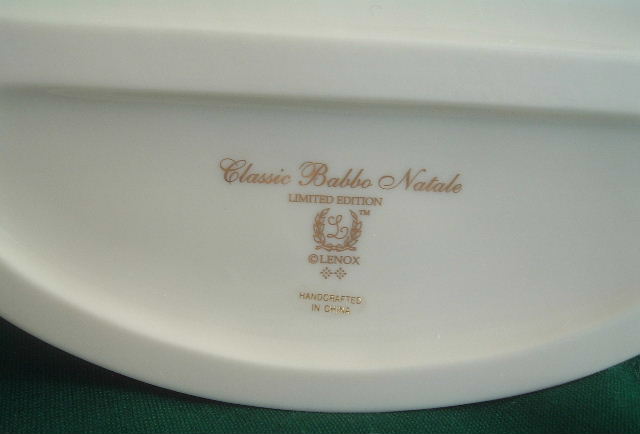 Classic Babbo Natale
LIMITED EDITION
L ™
© LENOX
HANDCRAFTED
IN CHINA